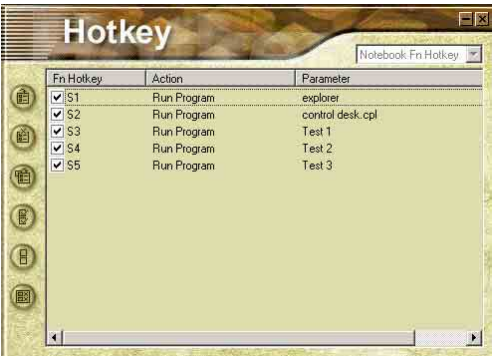 Hotkey
Notebook Fn Hotkey
Fn Hotkey Action Parameter
S1 Run Program explorer
S2 Run Program control desk.cpl
S3 Run Program Test 1
S4 Run Program Test 2
S5 Run Program Test 3